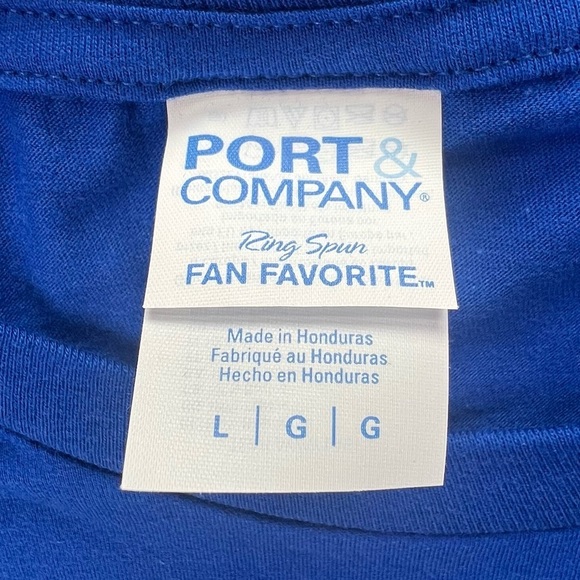 PORT &
COMPANY®
Ring Spun
FAN FAVORITE™
Made in Honduras
Fabriqué au Honduras
Hecho en Honduras
L | G | G